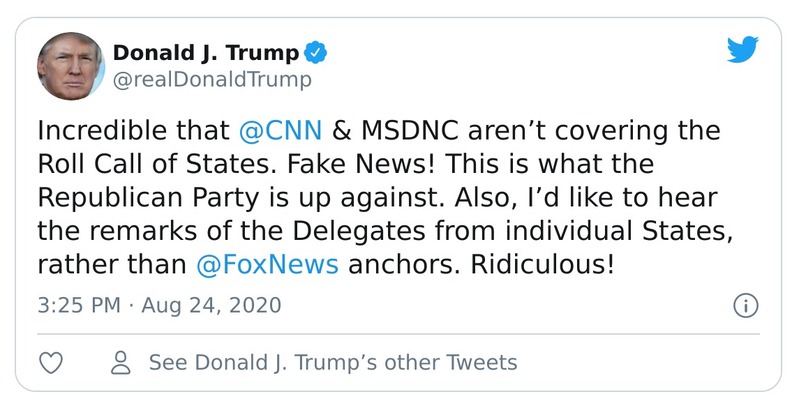 Donald J. Trump
@realDonaldTrump
Incredible that @CNN & MSDNC aren’t covering the
Roll Call of States. Fake News! This is what the
Republican Party is up against. Also, I’d like to hear
the remarks of the Delegates from individual States,
rather than @FoxNews anchors. Ridiculous!
3:25 PM · Aug 24, 2020
See Donald J. Trump’s other Tweets